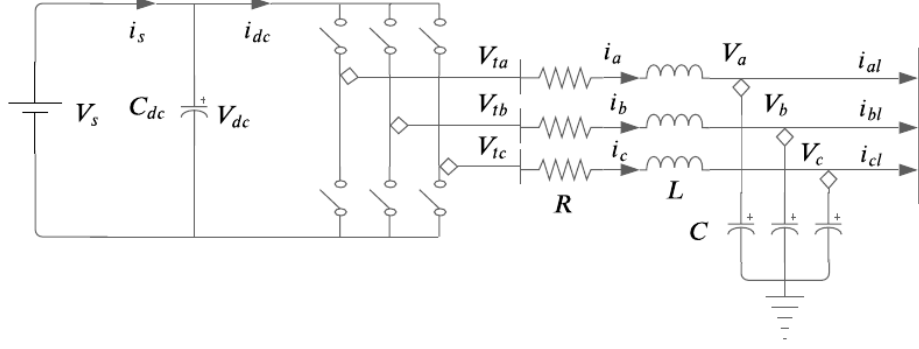 i_s
i_dc
V_s
C_dc
V_dc
V_ta
i_a
V_a
i_al
V_tb
i_b
V_b
i_bl
V_tc
i_c
V_c
i_cl
R
L
C
+
+
+
+